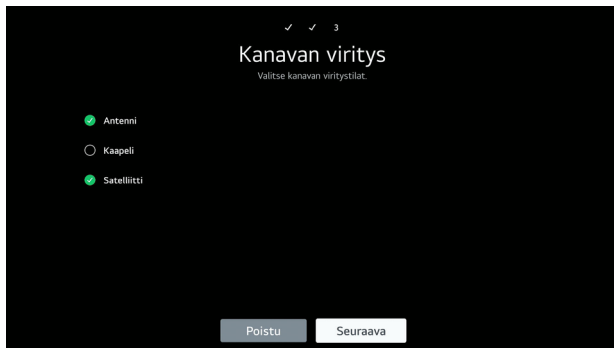 ✓ ✓ 3
Kanavan viritys
Valitse kanavan viritystilat.
Antenni
Kaapeli
Satelliitti
Poistu Seuraava